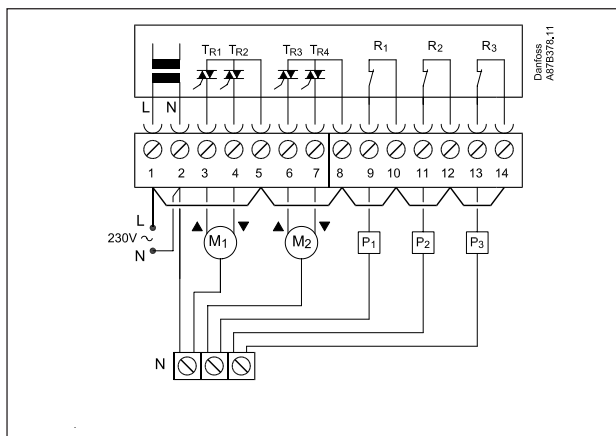 TR1 TR2 TR3 TR4 R1 R2 R3
Danfoss
A87B378.11
L N
1 2 3 4 5 6 7 8 9 10 11 12 13 14
L
230V ~
N
▲ M1 ▼ ▲ M2 ▼ P1 P2 P3
N